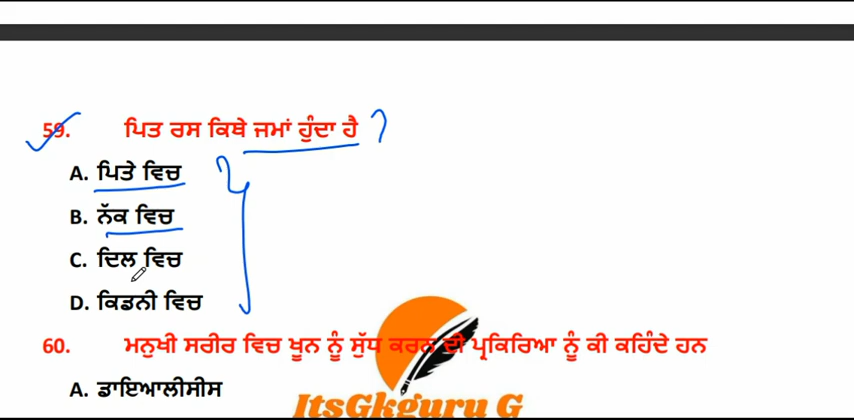 59. ਪਿਤ ਰਸ ਕਿਥੇ ਜਮਾਂ ਹੁੰਦਾ ਹੈ ?
A. ਪਿਤੇ ਵਿਚ
B. ਨੱਕ ਵਿਚ
C. ਦਿਲ ਵਿਚ
D. ਕਿਡਨੀ ਵਿਚ
60. ਮਨੁਖੀ ਸਰੀਰ ਵਿਚ ਖੂਨ ਨੂੰ ਸੁੱਧ ਕਰਨ ਦੀ ਪ੍ਰਕਿਰਿਆ ਨੂੰ ਕੀ ਕਹਿੰਦੇ ਹਨ
A. ਡਾਇਆਲੀਸੀਸ
ItsGkguru G